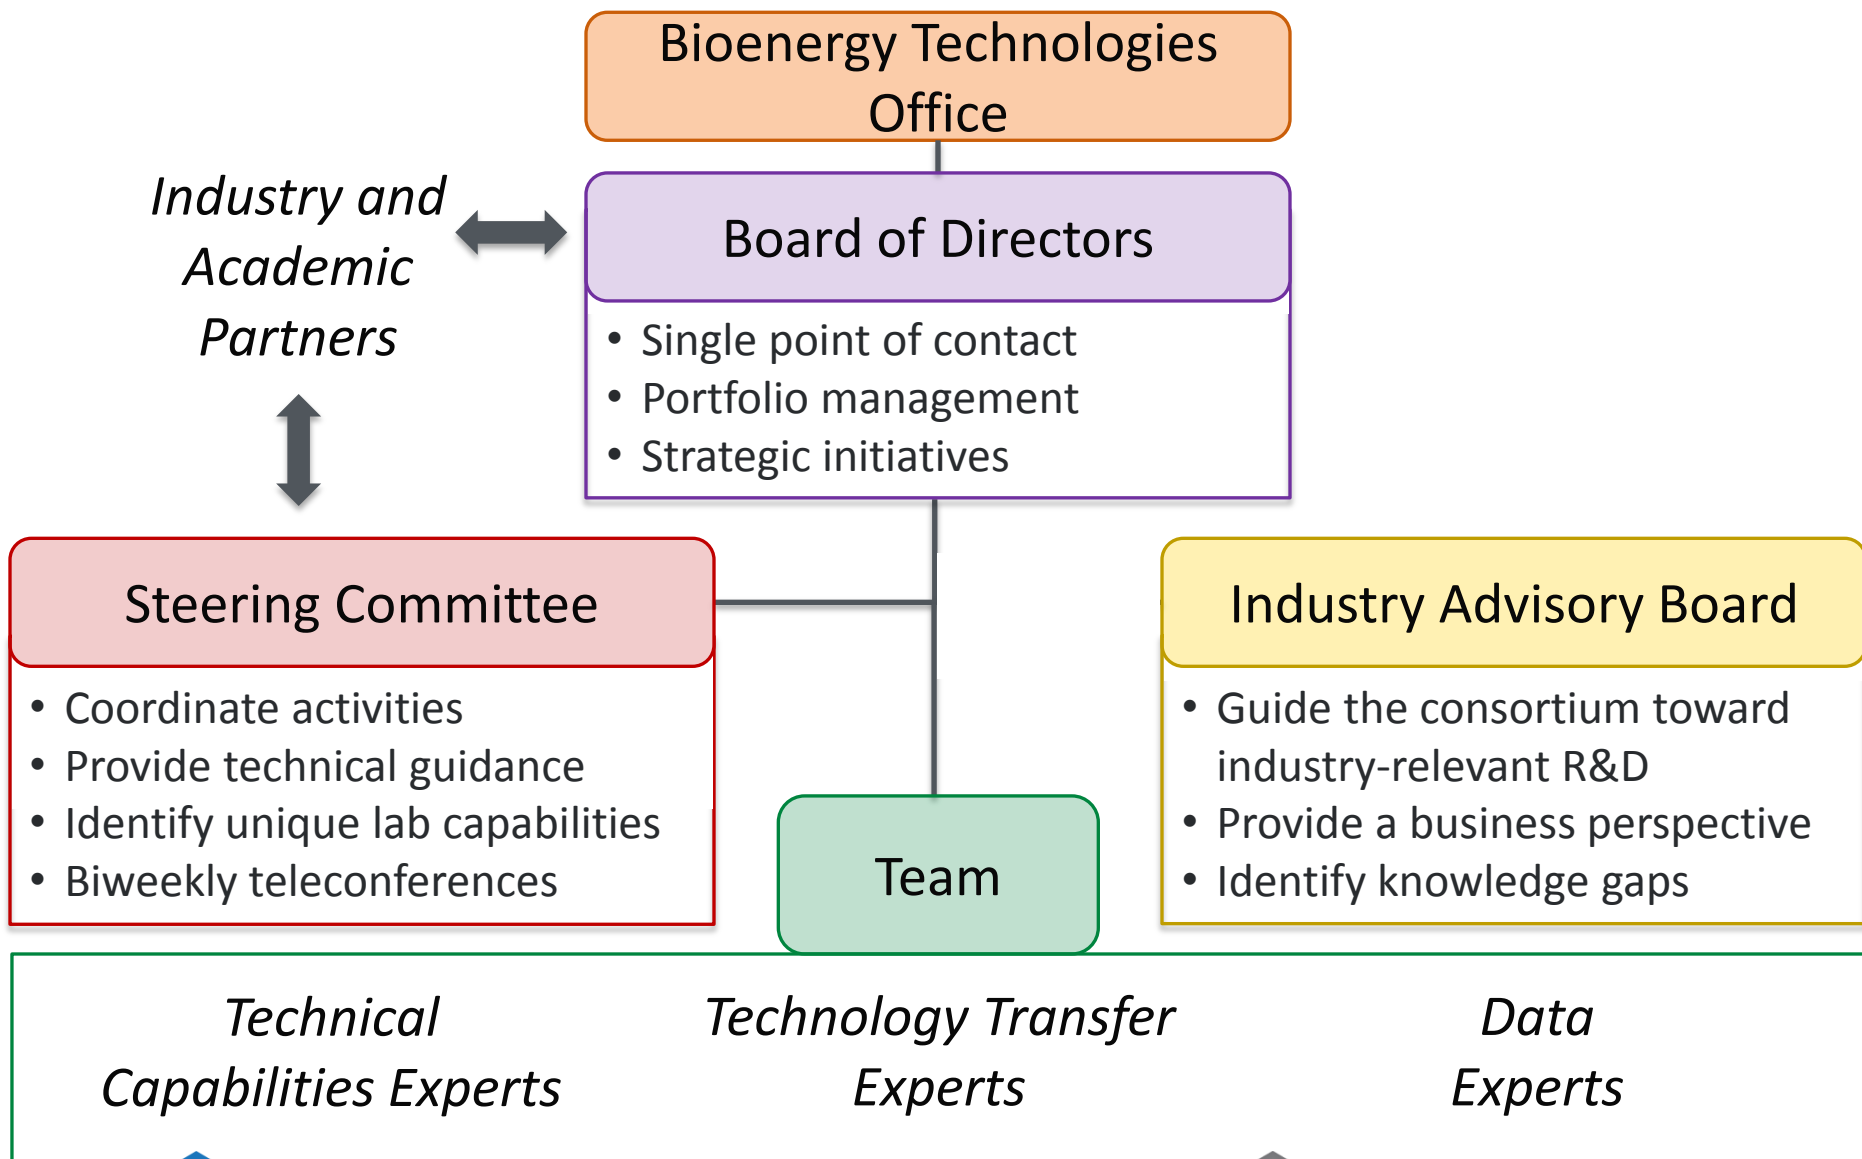 Bioenergy Technologies
Office
Industry and
Academic
Partners
Board of Directors
• Single point of contact
• Portfolio management
• Strategic initiatives
Steering Committee
• Coordinate activities
• Provide technical guidance
• Identify unique lab capabilities
• Biweekly teleconferences
Industry Advisory Board
• Guide the consortium toward
industry-relevant R&D
• Provide a business perspective
• Identify knowledge gaps
Team
Technical
Capabilities Experts
Technology Transfer
Experts
Data
Experts